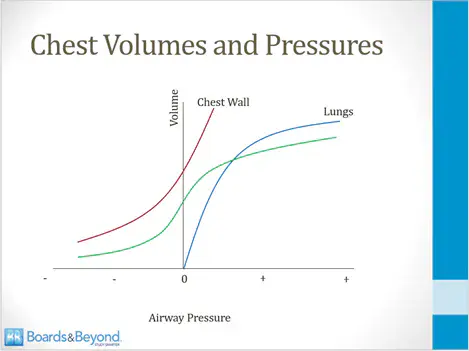 Chest Volumes and Pressures
Volume
Chest Wall
Lungs
- - 0 + +
Airway Pressure
Boards&Beyond